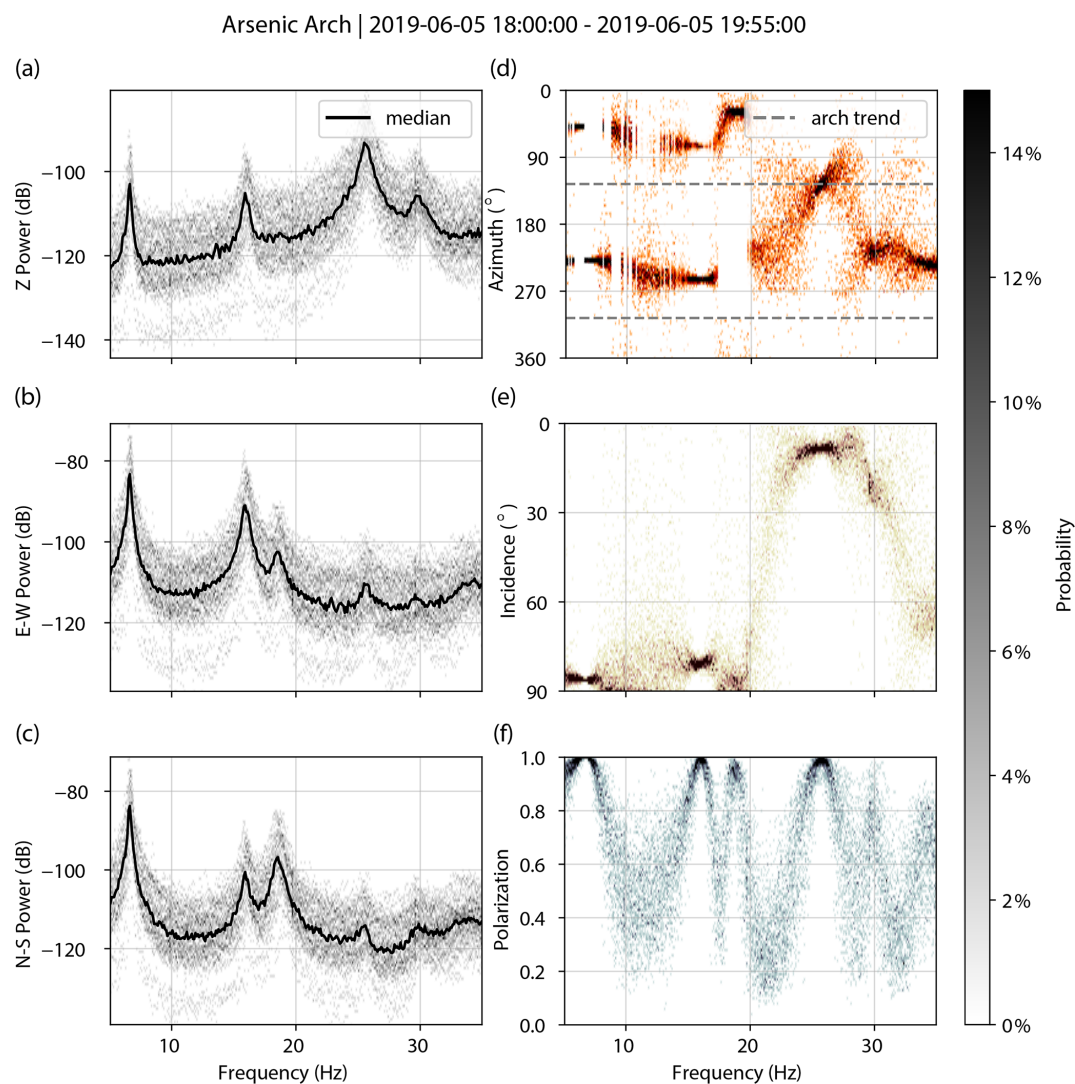 Arsenic Arch | 2019-06-05 18:00:00 - 2019-06-05 19:55:00
(a)
median
Z Power (dB)
−100
−120
−140
(b)
E-W Power (dB)
−80
−100
−120
(c)
N-S Power (dB)
−80
−100
−120
10 20 30
Frequency (Hz)
(d)
arch trend
Azimuth (°)
0
90
180
270
360
(e)
Incidence (°)
0
30
60
90
(f)
Polarization
1.0
0.8
0.6
0.4
0.2
0.0
10 20 30
Frequency (Hz)
14%
12%
10%
8%
6%
4%
2%
0%
Probability